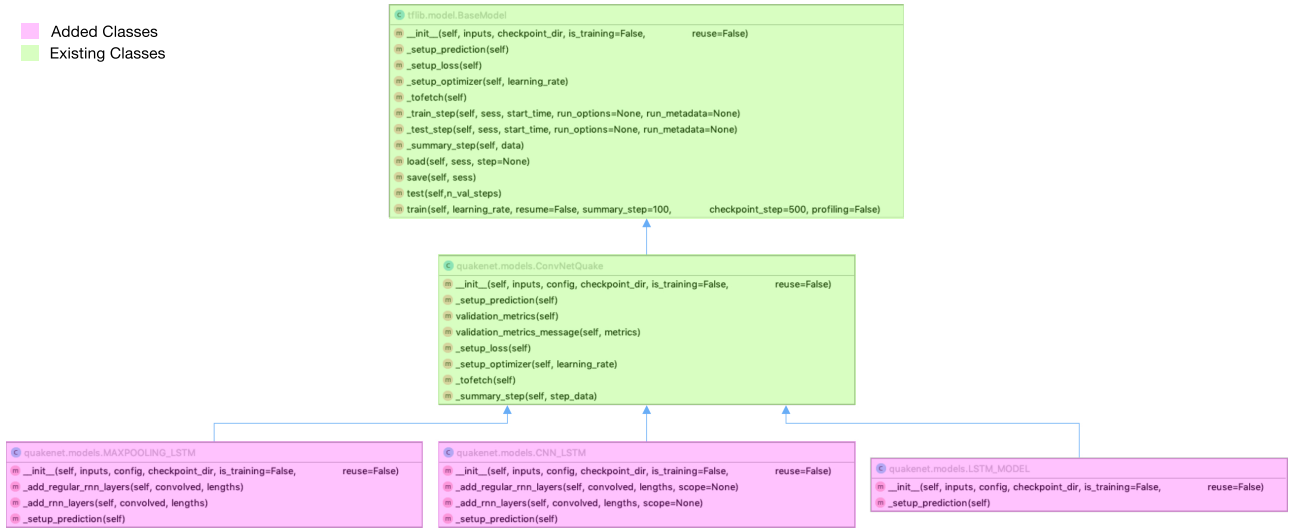 Added Classes
Existing Classes
tflib.model.BaseModel
__init__(self, inputs, checkpoint_dir, is_training=False, reuse=False)
_setup_prediction(self)
_setup_loss(self)
_setup_optimizer(self, learning_rate)
_tofetch(self)
_train_step(self, sess, start_time, run_options=None, run_metadata=None)
_test_step(self, sess, start_time, run_options=None, run_metadata=None)
_summary_step(self, data)
load(self, sess, step=None)
save(self, sess)
test(self,n_val_steps)
train(self, learning_rate, resume=False, summary_step=100, checkpoint_step=500, profiling=False)
quakenet.models.ConvNetQuake
__init__(self, inputs, config, checkpoint_dir, is_training=False, reuse=False)
_setup_prediction(self)
validation_metrics(self)
validation_metrics_message(self, metrics)
_setup_loss(self)
_setup_optimizer(self, learning_rate)
_tofetch(self)
_summary_step(self, step_data)
quakenet.models.MAXPOOLING_LSTM
__init__(self, inputs, config, checkpoint_dir, is_training=False, reuse=False)
_add_regular_rnn_layers(self, convolved, lengths)
_add_rnn_layers(self, convolved, lengths)
_setup_prediction(self)
quakenet.models.CNN_LSTM
__init__(self, inputs, config, checkpoint_dir, is_training=False, reuse=False)
_add_regular_rnn_layers(self, convolved, lengths, scope=None)
_add_rnn_layers(self, convolved, lengths, scope=None)
_setup_prediction(self)
quakenet.models.LSTM_MODEL
__init__(self, inputs, config, checkpoint_dir, is_training=False, reuse=False)
_setup_prediction(self)